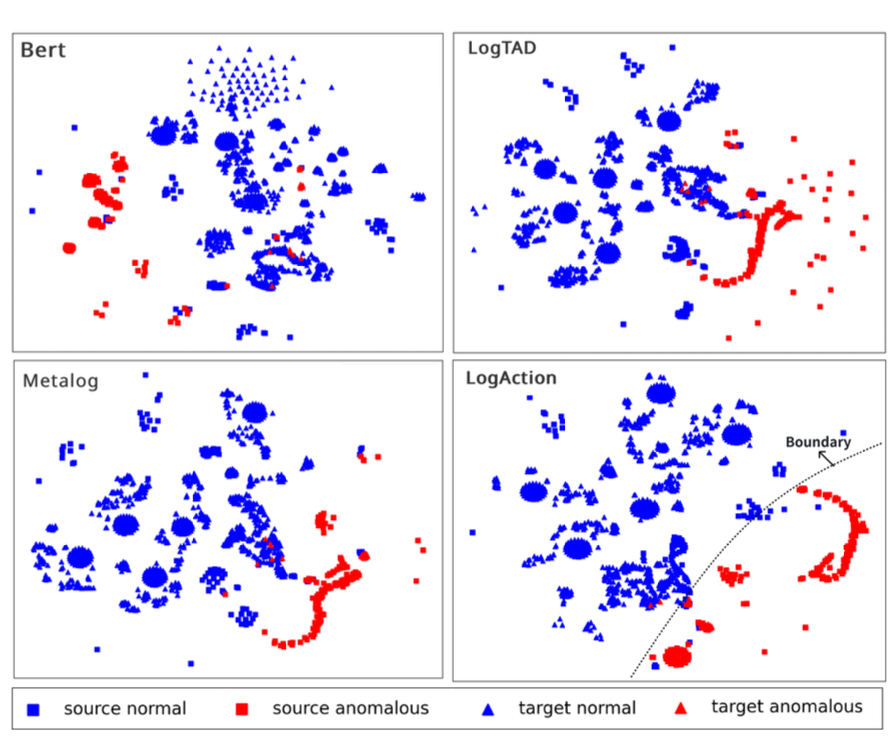 Bert
LogTAD
Metalog
LogAction
Boundary
source normal
source anomalous
target normal
target anomalous